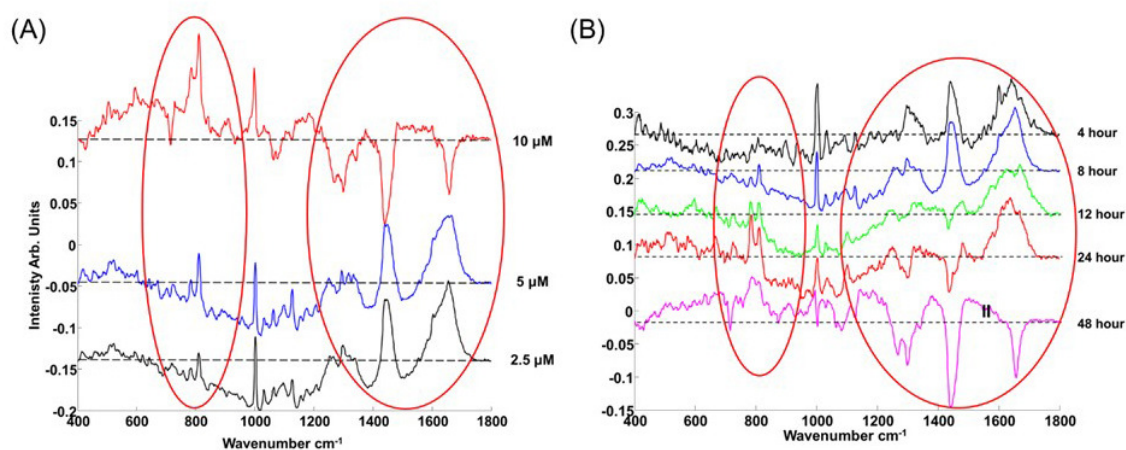 (A)
Intenisty Arb. Units
0.15
0.1
0.05
0
-0.05
-0.1
-0.15
-0.2
10 µM
5 µM
2.5 µM
400 600 800 1000 1200 1400 1600 1800
Wavenumber cm-1
(B)
0.3
0.25
0.2
0.15
0.1
0.05
0
-0.05
-0.1
-0.15
4 hour
8 hour
12 hour
24 hour
48 hour
II
400 600 800 1000 1200 1400 1600 1800
Wavenumber cm-1